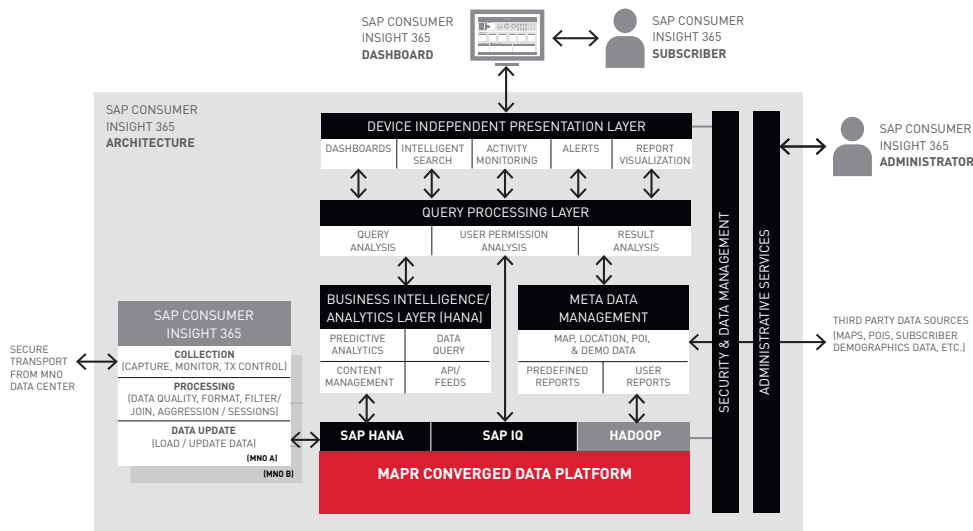 SAP CONSUMER
INSIGHT 365
DASHBOARD
SAP CONSUMER
INSIGHT 365
SUBSCRIBER
SAP CONSUMER
INSIGHT 365
ARCHITECTURE
DEVICE INDEPENDENT PRESENTATION LAYER
DASHBOARDS
INTELLIGENT
SEARCH
ACTIVITY
MONITORING
ALERTS
REPORT
VISUALIZATION
SAP CONSUMER
INSIGHT 365
ADMINISTRATOR
QUERY PROCESSING LAYER
QUERY
ANALYSIS
USER PERMISSION
ANALYSIS
RESULT
ANALYSIS
SECURITY & DATA MANAGEMENT
ADMINISTRATIVE SERVICES
BUSINESS INTELLIGENCE/
ANALYTICS LAYER (HANA)
PREDICTIVE
ANALYTICS
DATA
QUERY
CONTENT
MANAGEMENT
API/
FEEDS
META DATA
MANAGEMENT
MAP, LOCATION, POI,
& DEMO DATA
PREDEFINED
REPORTS
USER
REPORTS
THIRD PARTY DATA SOURCES
(MAPS, POIS, SUBSCRIBER
DEMOGRAPHICS DATA, ETC.)
SECURE
TRANSPORT
FROM MNO
DATA CENTER
SAP CONSUMER
INSIGHT 365
COLLECTION
(CAPTURE, MONITOR, TX CONTROL)
PROCESSING
(DATA QUALITY, FORMAT, FILTER/
JOIN, AGGRESSION / SESSIONS)
DATA UPDATE
(LOAD / UPDATE DATA)
(MNO A)
(MNO B)
SAP HANA
SAP IQ
HADOOP
MAPR CONVERGED DATA PLATFORM